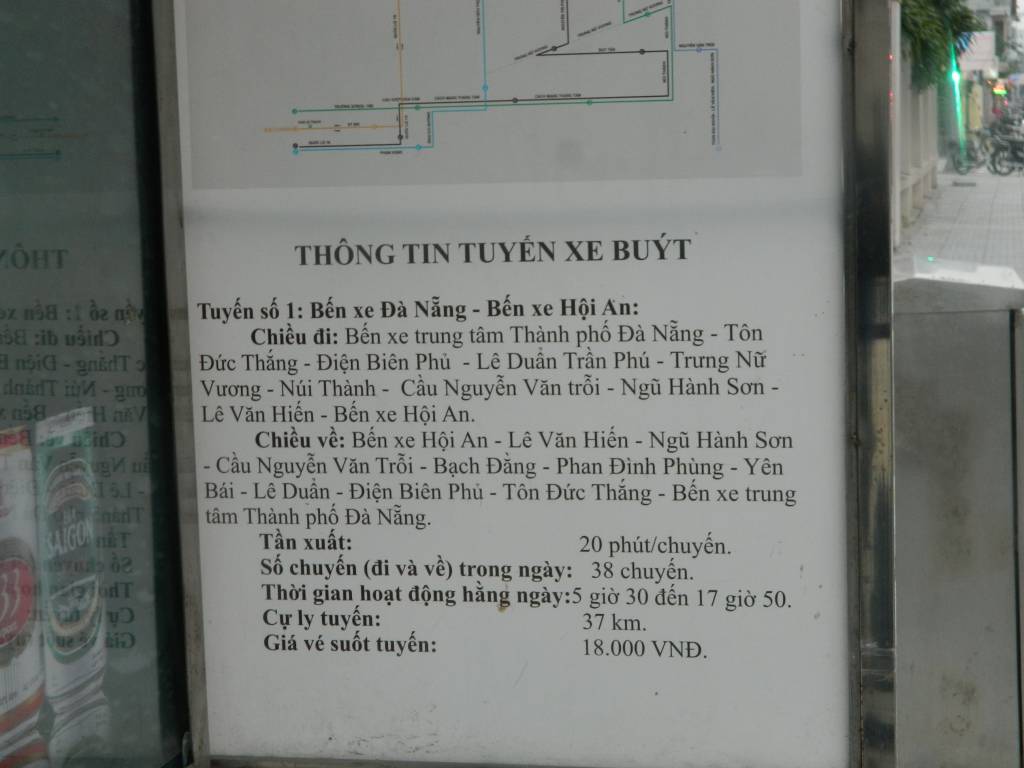 THÔNG TIN TUYẾN XE BUÝT
Tuyến số 1: Bến xe Đà Nẵng - Bến xe Hội An:
Chiều đi: Bến xe trung tâm Thành phố Đà Nẵng - Tôn
Đức Thắng - Điện Biên Phủ - Lê Duẩn Trần Phú - Trưng Nữ
Vương - Núi Thành - Cầu Nguyễn Văn trỗi - Ngũ Hành Sơn -
Lê Văn Hiến - Bến xe Hội An.
Chiều về: Bến xe Hội An - Lê Văn Hiến - Ngũ Hành Sơn
- Cầu Nguyễn Văn Trỗi - Bạch Đằng - Phan Đình Phùng - Yên
Bái - Lê Duẩn - Điện Biên Phủ - Tôn Đức Thắng - Bến xe trung
tâm Thành phố Đà Nẵng.
Tần xuất: 20 phút/chuyến.
Số chuyến (đi và về) trong ngày: 38 chuyến.
Thời gian hoạt động hằng ngày:5 giờ 30 đến 17 giờ 50.
Cự ly tuyến: 37 km.
Giá vé suốt tuyến: 18.000 VNĐ.